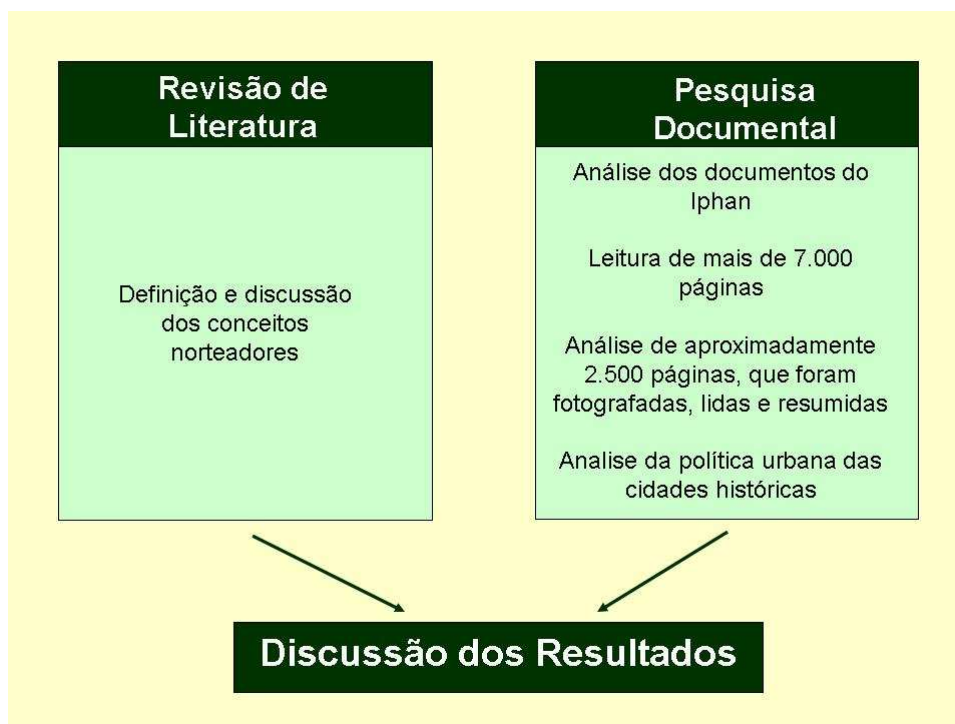 Revisão de
Literatura
Definição e discussão
dos conceitos
norteadores
Pesquisa
Documental
Análise dos documentos do
Iphan
Leitura de mais de 7.000
páginas
Análise de aproximadamente
2.500 páginas, que foram
fotografadas, lidas e resumidas
Analise da política urbana das
cidades históricas
Discussão dos Resultados